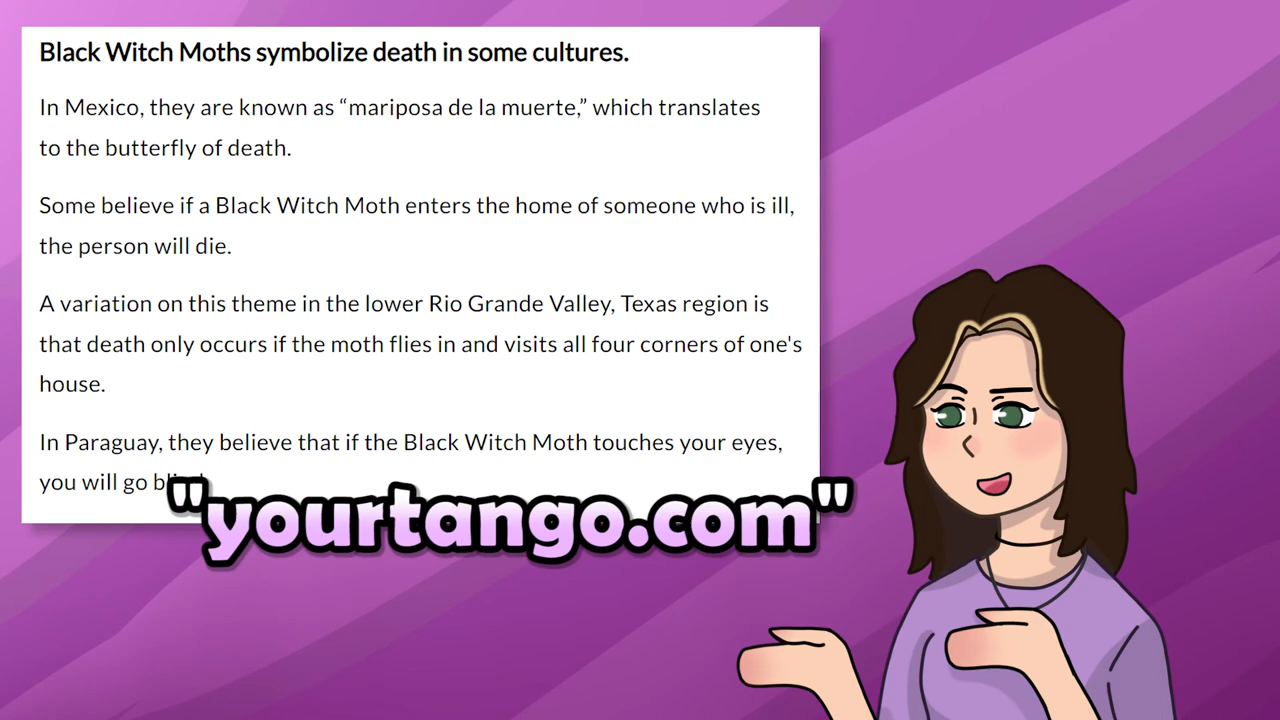 Black Witch Moths symbolize death in some cultures.
In Mexico, they are known as “mariposa de la muerte,” which translates
to the butterfly of death.
Some believe if a Black Witch Moth enters the home of someone who is ill,
the person will die.
A variation on this theme in the lower Rio Grande Valley, Texas region is
that death only occurs if the moth flies in and visits all four corners of one's
house.
In Paraguay, they believe that if the Black Witch Moth touches your eyes,
you will go
"yourtango.com"